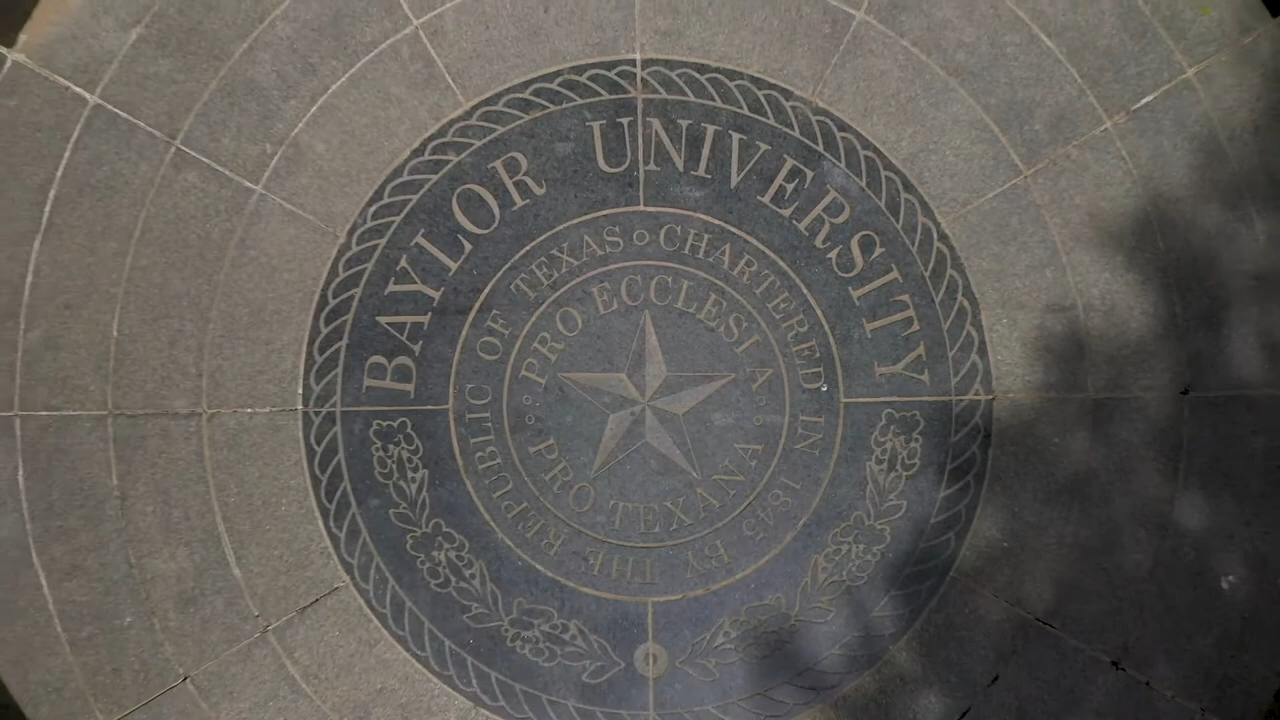 BAYLOR UNIVERSITY
CHARTERED IN 1845 BY THE REPUBLIC OF TEXAS
PRO ECCLESIA
PRO TEXANA